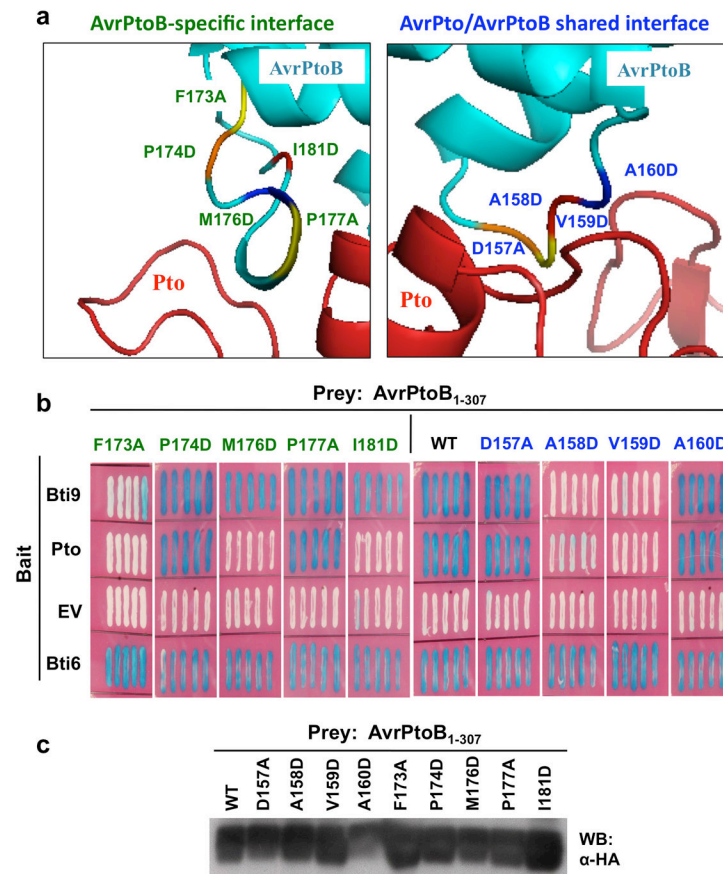 a
AvrPtoB-specific interface
AvrPto/AvrPtoB shared interface
AvrPtoB
F173A
P174D
I181D
M176D
P177A
Pto
AvrPtoB
A160D
A158D
V159D
D157A
Pto
b
Prey: AvrPtoB1-307
F173A P174D M176D P177A I181D WT D157A A158D V159D A160D
Bait
Bti9
Pto
EV
Bti6
c
Prey: AvrPtoB1-307
WT D157A A158D V159D A160D F173A P174D M176D P177A I181D
WB:
α-HA